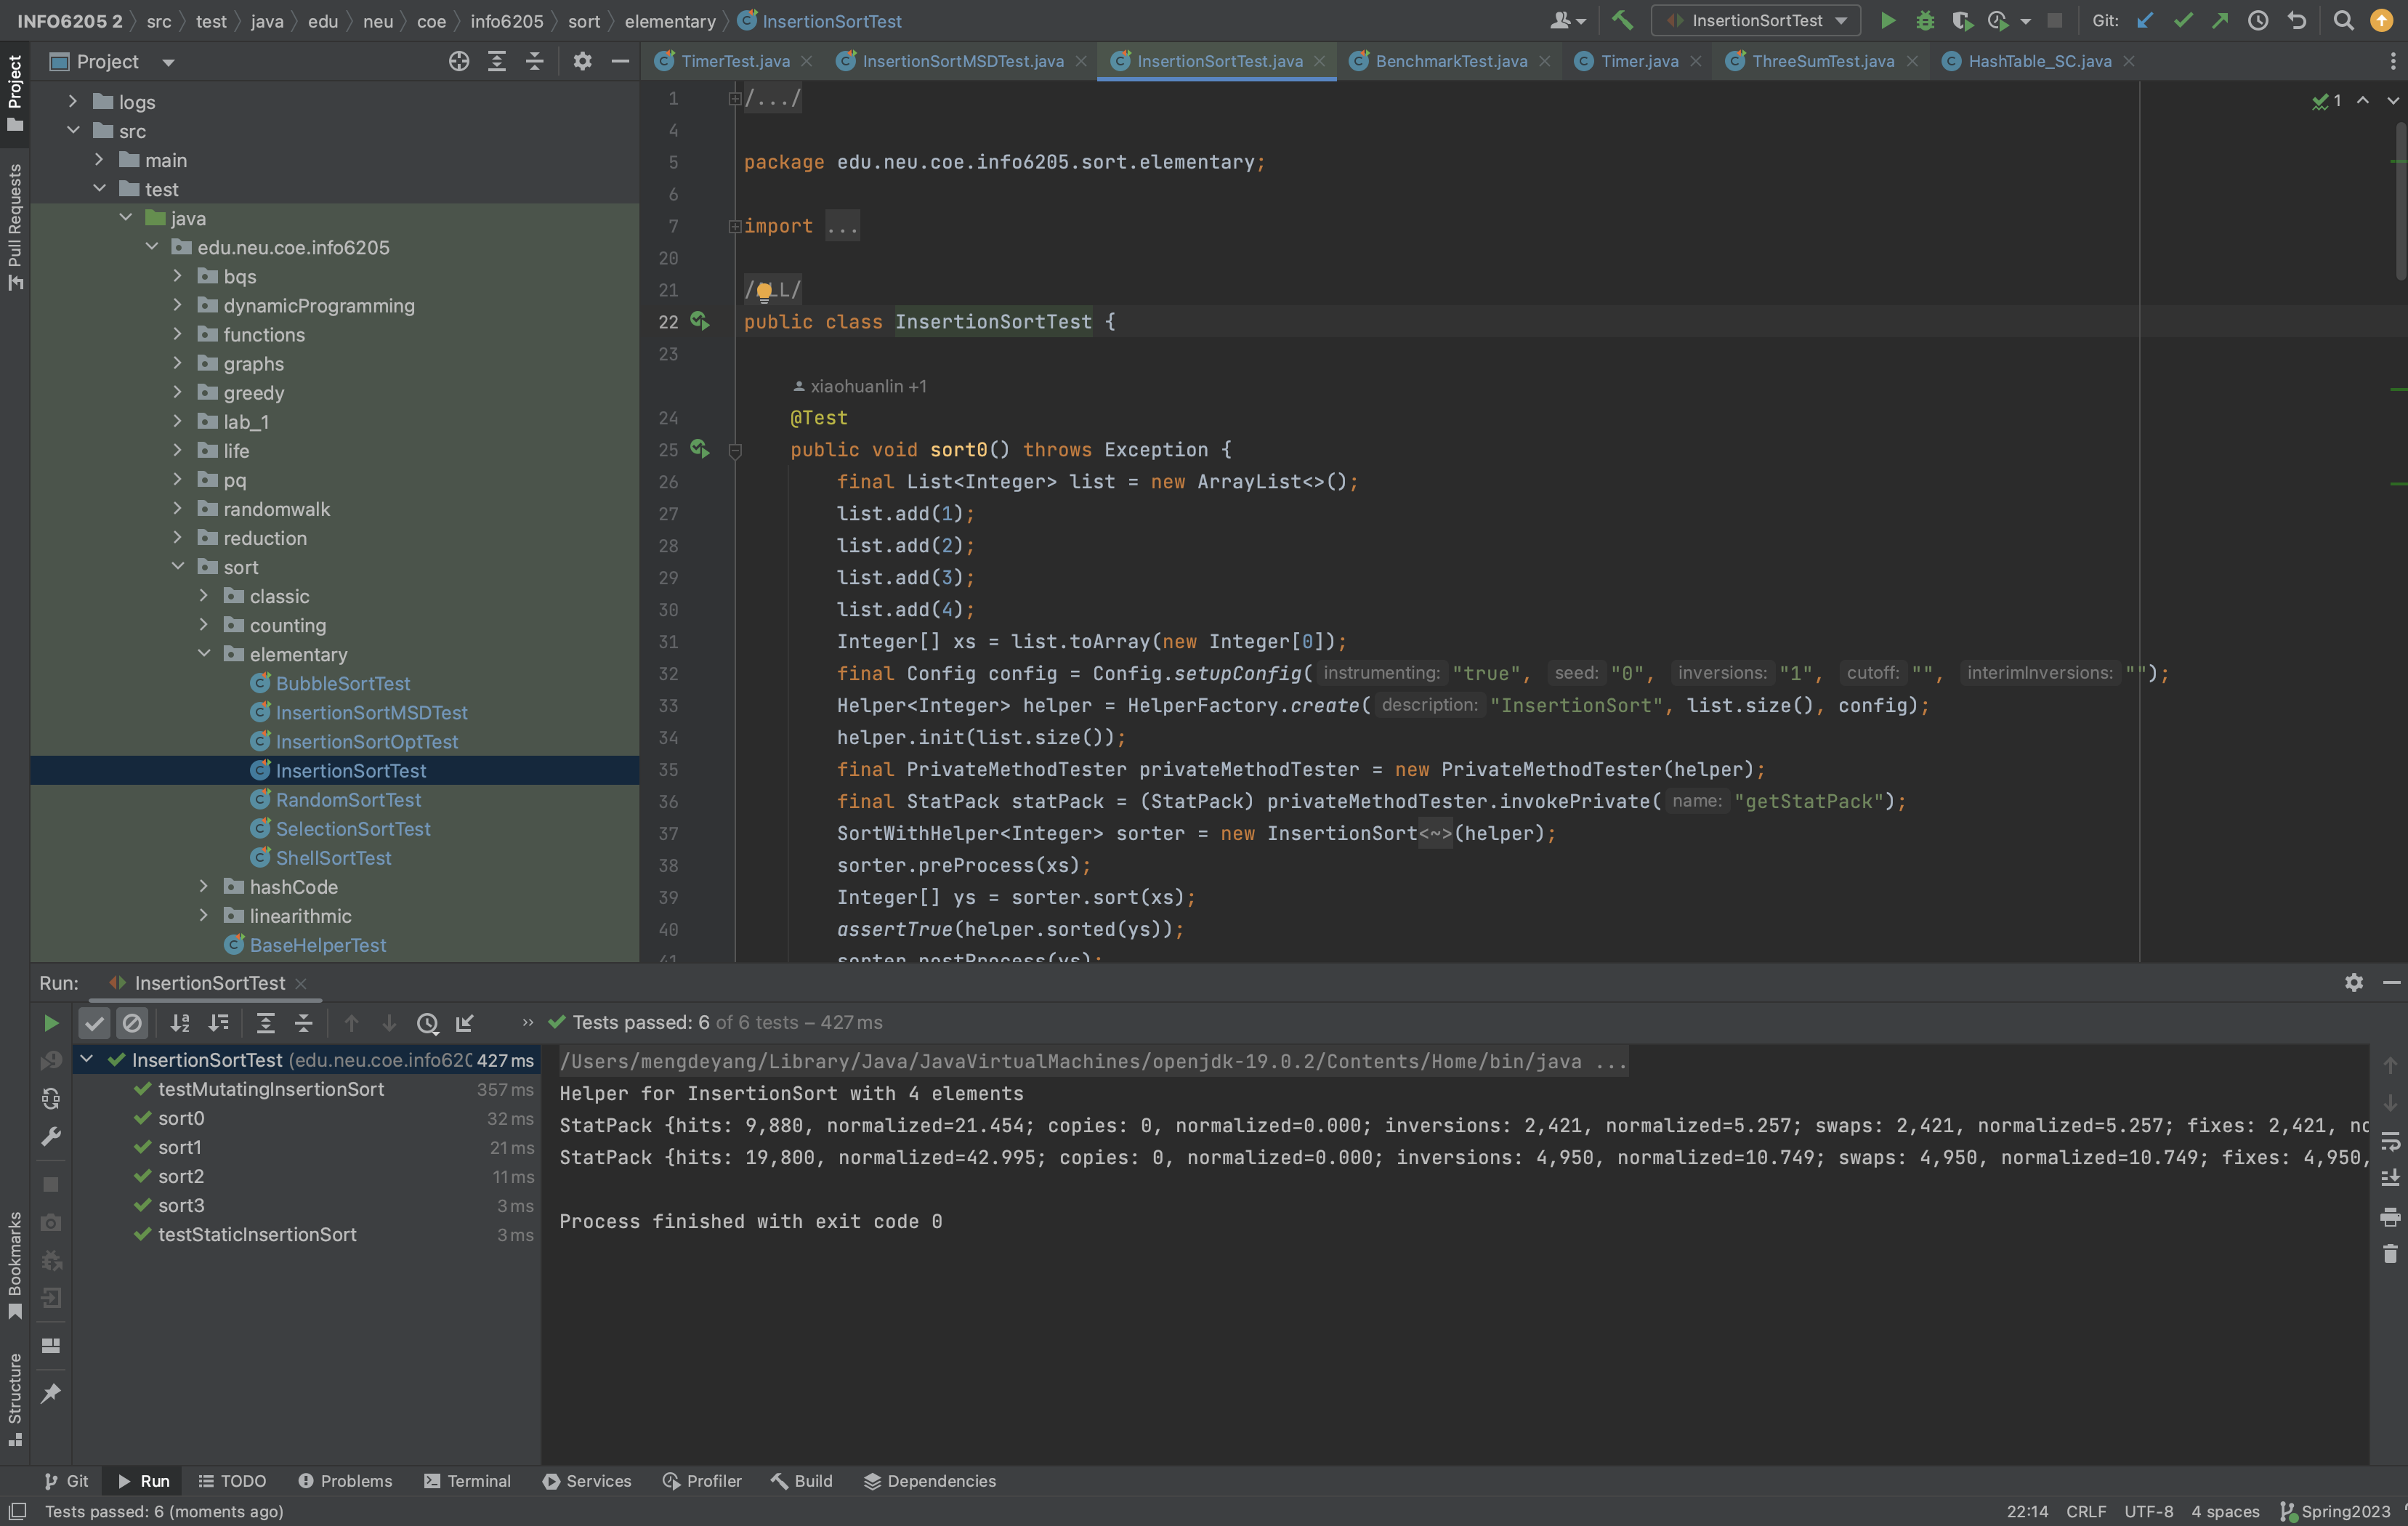 INFO6205 2 src test java edu neu coe info6205 sort elementary InsertionSortTest
InsertionSortTest Git:
Project
TimerTest.java InsertionSortMSDTest.java InsertionSortTest.java BenchmarkTest.java Timer.java ThreeSumTest.java HashTable_SC.java
Project
Pull Requests
Bookmarks
Structure
logs
src
main
test
java
edu.neu.coe.info6205
bqs
dynamicProgramming
functions
graphs
greedy
lab_1
life
pq
randomwalk
reduction
sort
classic
counting
elementary
BubbleSortTest
InsertionSortMSDTest
InsertionSortOptTest
InsertionSortTest
RandomSortTest
SelectionSortTest
ShellSortTest
hashCode
linearithmic
BaseHelperTest
1 /.../
1
4
5 package edu.neu.coe.info6205.sort.elementary;
6
7 import ...
20
21
22 public class InsertionSortTest {
23
xiaohuanlin +1
24 @Test
25 public void sort0() throws Exception {
26 final List<Integer> list = new ArrayList<>();
27 list.add(1);
28 list.add(2);
29 list.add(3);
30 list.add(4);
31 Integer[] xs = list.toArray(new Integer[0]);
32 final Config config = Config.setupConfig( instrumenting: "true", seed: "0", inversions: "1", cutoff: "", interimInversions: "");
33 Helper<Integer> helper = HelperFactory.create( description: "InsertionSort", list.size(), config);
34 helper.init(list.size());
35 final PrivateMethodTester privateMethodTester = new PrivateMethodTester(helper);
36 final StatPack statPack = (StatPack) privateMethodTester.invokePrivate( name: "getStatPack");
37 SortWithHelper<Integer> sorter = new InsertionSort<~>(helper);
38 sorter.preProcess(xs);
39 Integer[] ys = sorter.sort(xs);
40 assertTrue(helper.sorted(ys));
41 sorter.postProcess(ys);
Run: InsertionSortTest
Tests passed: 6 of 6 tests – 427 ms
InsertionSortTest (edu.neu.coe.info620 427 ms
testMutatingInsertionSort 357 ms
sort0 32 ms
sort1 21 ms
sort2 11 ms
sort3 3 ms
testStaticInsertionSort 3 ms
/Users/mengdeyang/Library/Java/JavaVirtualMachines/openjdk-19.0.2/Contents/Home/bin/java ...
Helper for InsertionSort with 4 elements
StatPack {hits: 9,880, normalized=21.454; copies: 0, normalized=0.000; inversions: 2,421, normalized=5.257; swaps: 2,421, normalized=5.257; fixes: 2,421, no
StatPack {hits: 19,800, normalized=42.995; copies: 0, normalized=0.000; inversions: 4,950, normalized=10.749; swaps: 4,950, normalized=10.749; fixes: 4,950,
Process finished with exit code 0
Git Run TODO Problems Terminal Services Profiler Build Dependencies
Tests passed: 6 (moments ago) 22:14 CRLF UTF-8 4 spaces Spring2023